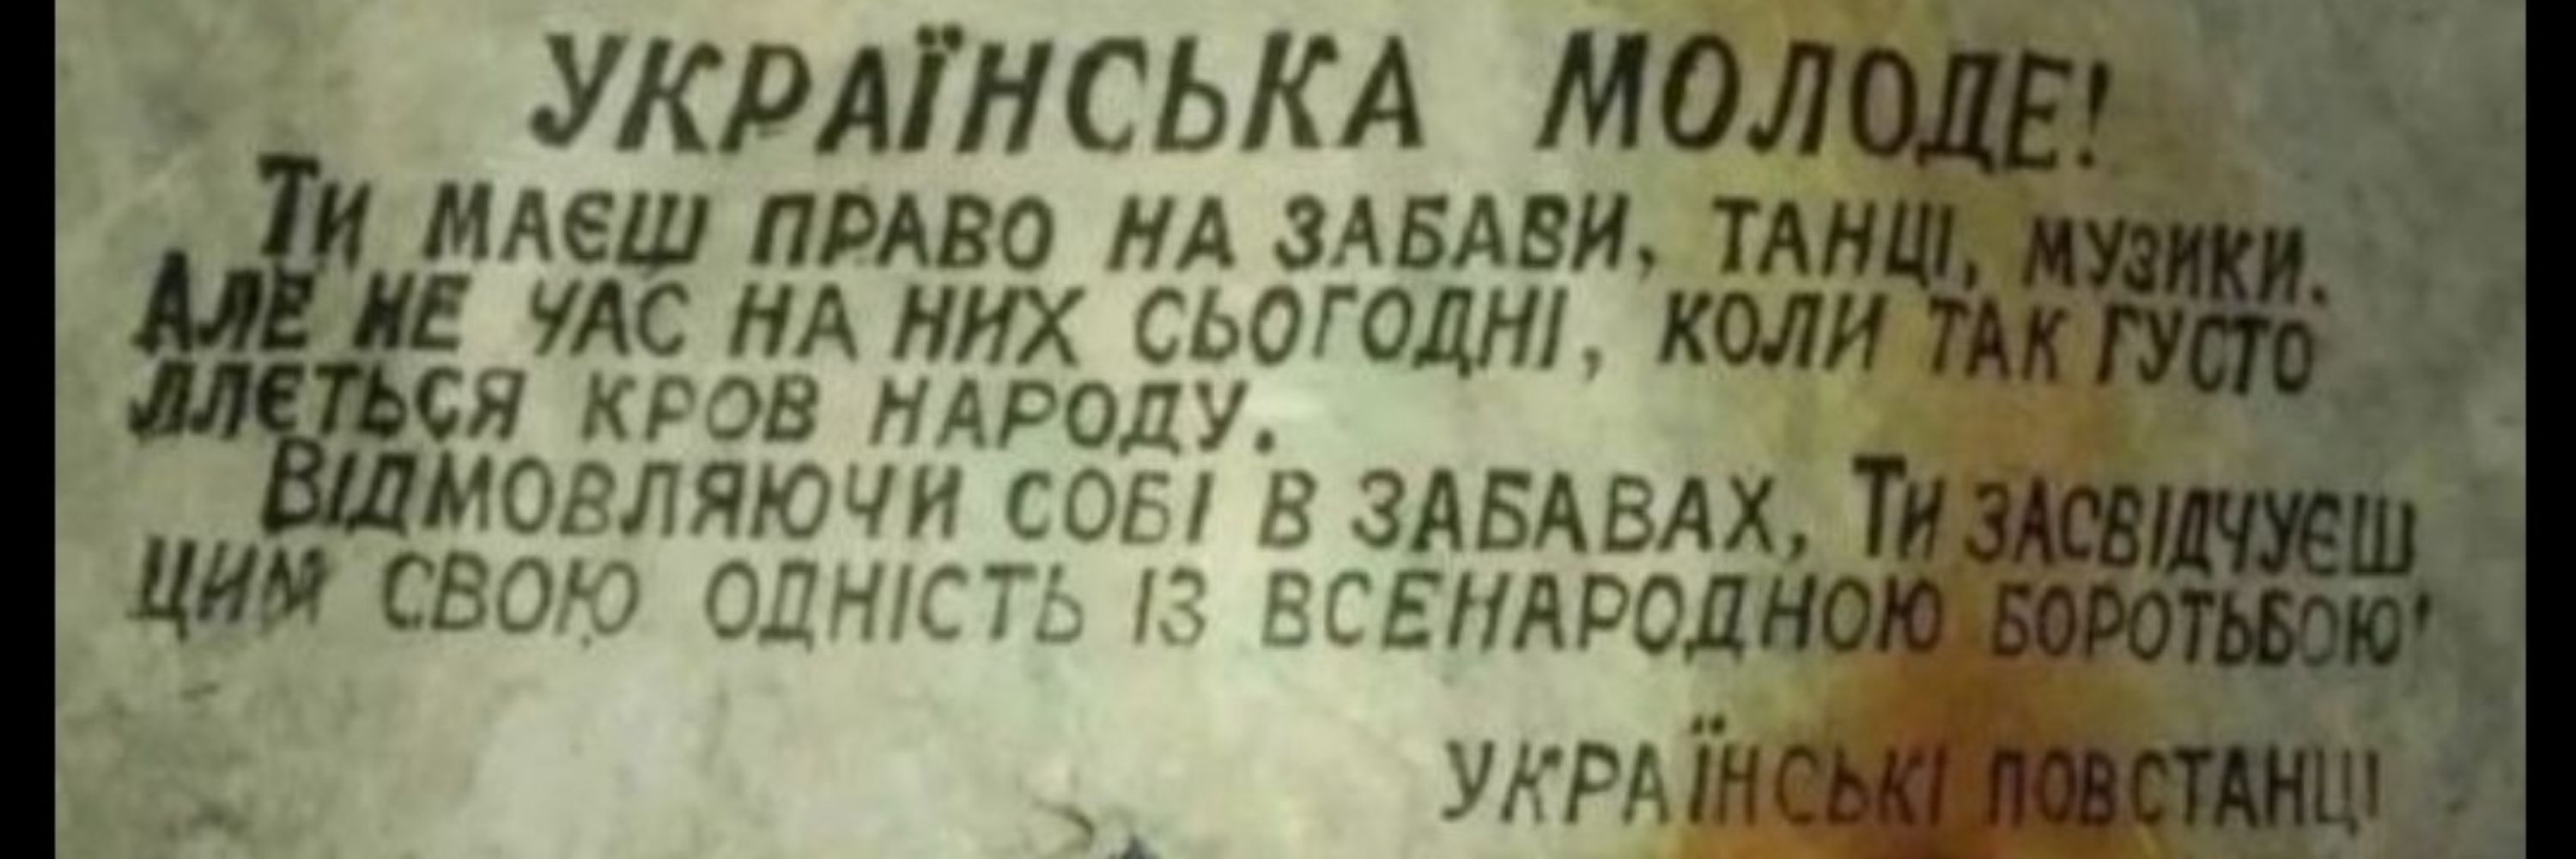 УКРАЇНСЬКА МОЛОДЕ!
Ти МАЄШ ПРАВО НА ЗАБАВИ, ТАНЦІ, МУЗИКИ.
АЛЕ НЕ ЧАС НА НИХ СЬОГОДНІ, КОЛИ ТАК ГУСТО
ЛЛЄТЬСЯ КРОВ НАРОДУ.
ВІДМОВЛЯЮЧИ СОБІ В ЗАБАВАХ, Ти ЗАСВІДЧУЄШ
ЦИМ СВОЮ ОДНІСТЬ ІЗ ВСЕНАРОДНОЮ БОРОТЬБОЮ'
УКРАЇНСЬКІ ПОВСТАНЦІ